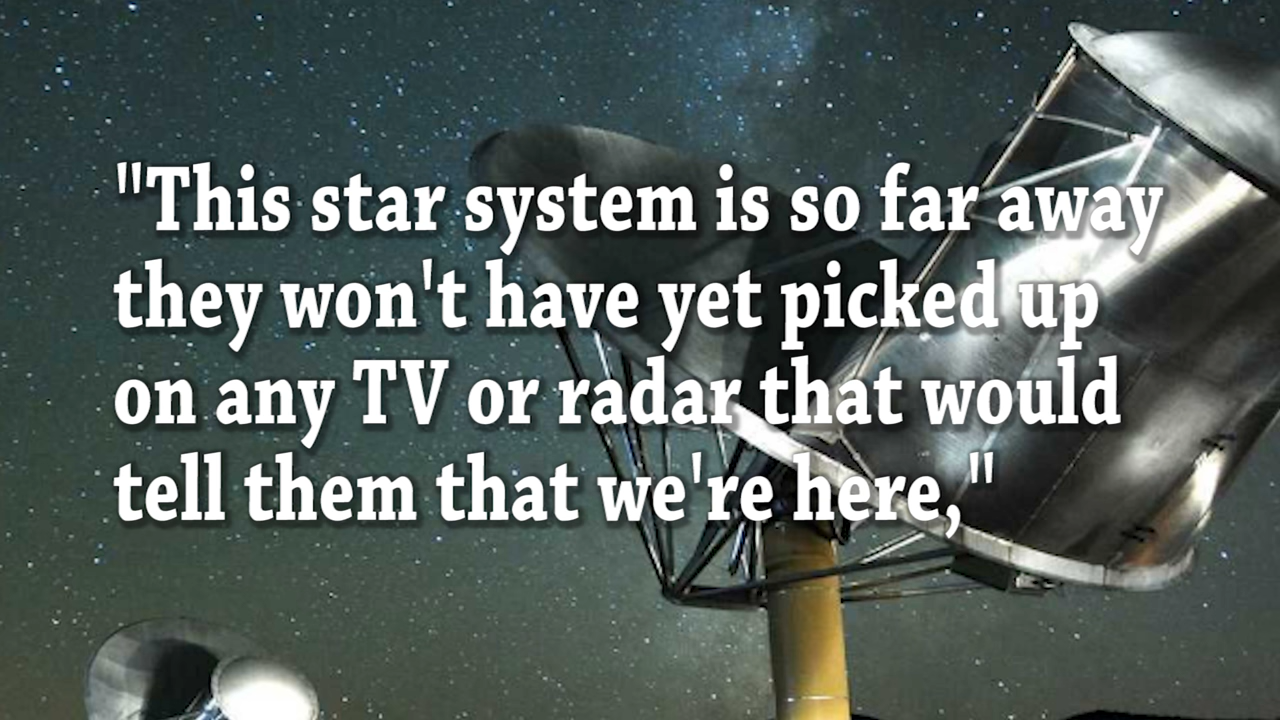 "This star system is so far away
they won't have yet picked up
on any TV or radar that would
tell them that we're here,"